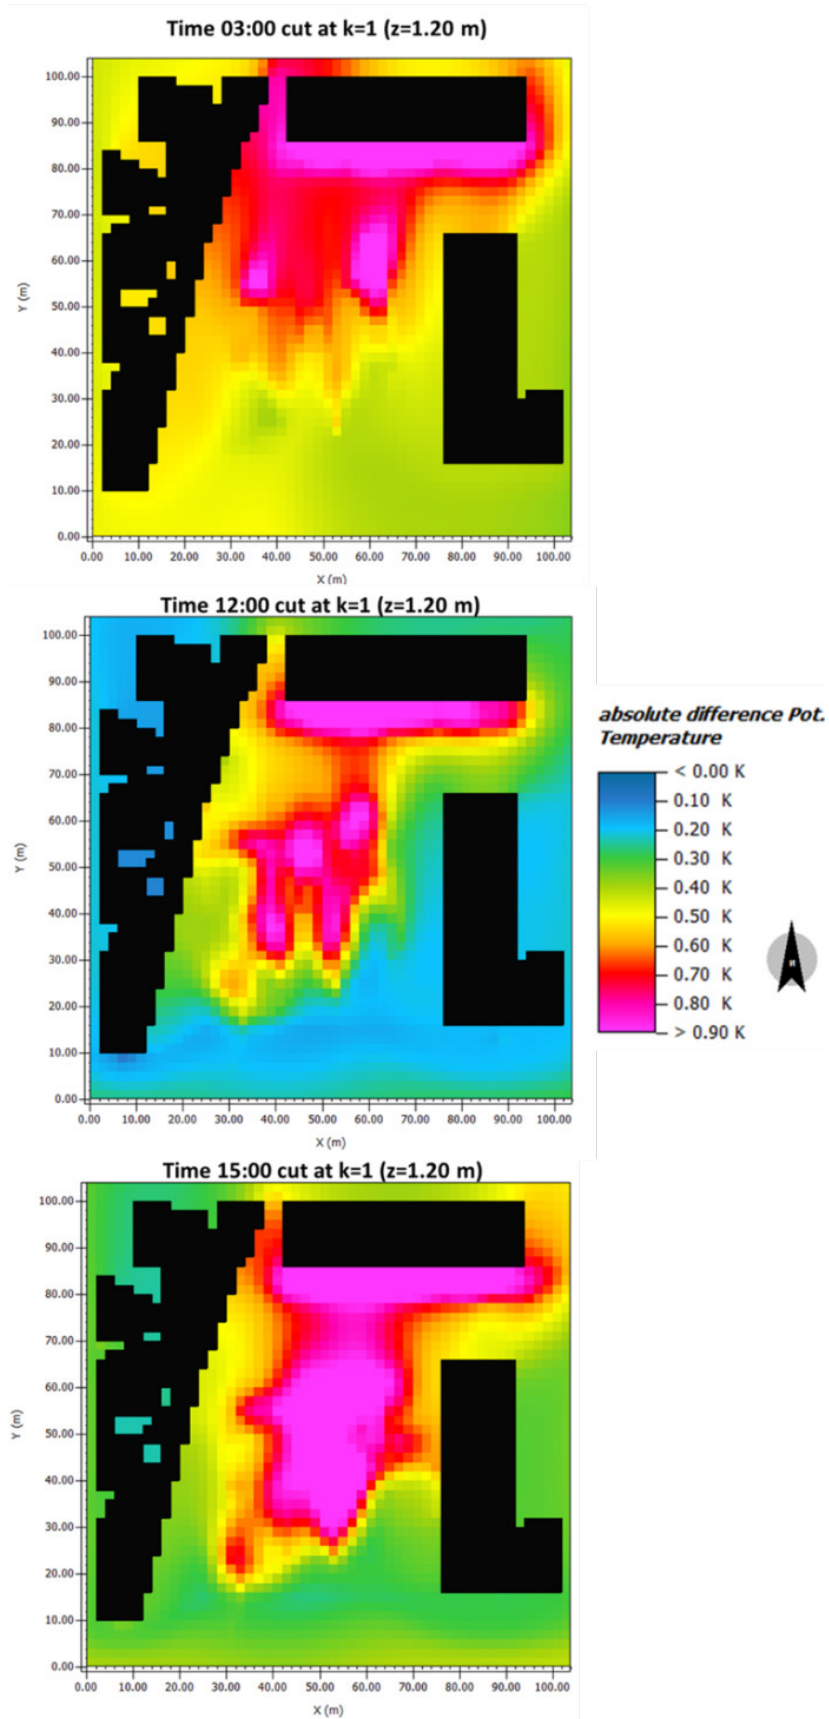 Time 03:00 cut at k=1 (z=1.20 m)
100.00
90.00
80.00
70.00
60.00
50.00
40.00
30.00
20.00
10.00
0.00
Y (m)
0.00 10.00 20.00 30.00 40.00 50.00 60.00 70.00 80.00 90.00 100.00
X (m)
Time 12:00 cut at k=1 (z=1.20 m)
100.00
90.00
80.00
70.00
60.00
50.00
40.00
30.00
20.00
10.00
0.00
Y (m)
0.00 10.00 20.00 30.00 40.00 50.00 60.00 70.00 80.00 90.00 100.00
X (m)
absolute difference Pot.
Temperature
< 0.00 K
0.10 K
0.20 K
0.30 K
0.40 K
0.50 K
0.60 K
0.70 K
0.80 K
> 0.90 K
N
Time 15:00 cut at k=1 (z=1.20 m)
100.00
90.00
80.00
70.00
60.00
50.00
40.00
30.00
20.00
10.00
0.00
Y (m)
0.00 10.00 20.00 30.00 40.00 50.00 60.00 70.00 80.00 90.00 100.00
X (m)